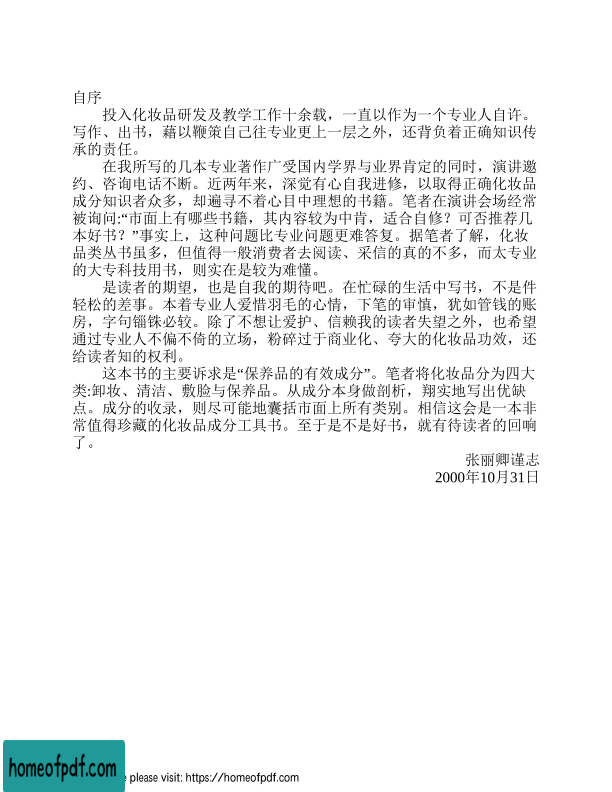 自序
投入化妆品研发及教学工作十余载，一直以作为一个专业人自许。
写作、出书，藉以鞭策自己往专业更上一层之外，还背负着正确知识传
承的责任。
在我所写的几本专业著作广受国内学界与业界肯定的同时，演讲邀
约、咨询电话不断。近两年来，深觉有心自我进修，以取得正确化妆品
成分知识者众多，却遍寻不着心目中理想的书籍。笔者在演讲会场经常
被询问:“市面上有哪些书籍，其内容较为中肯，适合自修？可否推荐几
本好书？”事实上，这种问题比专业问题更难答复。据笔者了解，化妆
品类丛书虽多，但值得一般消费者去阅读、采信的真的不多，而太专业
的大专科技用书，则实在是较为难懂。
是读者的期望，也是自我的期待吧。在忙碌的生活中写书，不是件
轻松的差事。本着专业人爱惜羽毛的心情，下笔的审慎，犹如管钱的账
房，字句锱铢必较。除了不想让爱护、信赖我的读者失望之外，也希望
通过专业人不偏不倚的立场，粉碎过于商业化、夸大的化妆品功效，还
给读者知的权利。
这本书的主要诉求是“保养品的有效成分”。笔者将化妆品分为四大
类:卸妆、清洁、敷脸与保养品。从成分本身做剖析，翔实地写出优缺
点。成分的收录，则尽可能地囊括市面上所有类别。相信这会是一本非
常值得珍藏的化妆品成分工具书。至于是不是好书，就有待读者的回响
了。
张丽卿谨志
2000年10月31日
homeofpdf.com
e please visit: https://homeofpdf.com